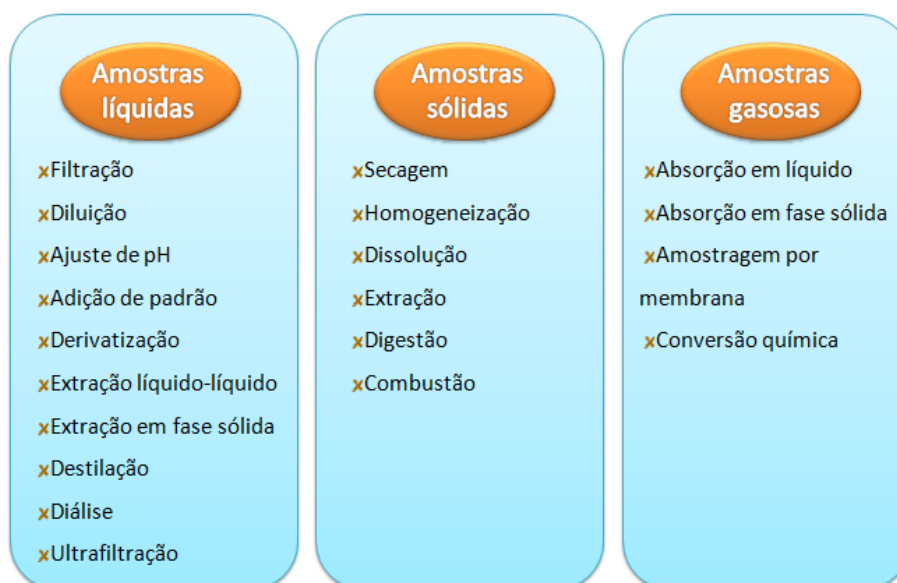 Amostras
líquidas
Filtração
Diluição
Ajuste de pH
Adição de padrão
Derivatização
Extração líquido-líquido
Extração em fase sólida
Destilação
Diálise
Ultrafiltração
Amostras
sólidas
Secagem
Homogeneização
Dissolução
Extração
Digestão
Combustão
Amostras
gasosas
Absorção em líquido
Absorção em fase sólida
Amostragem por
membrana
Conversão química